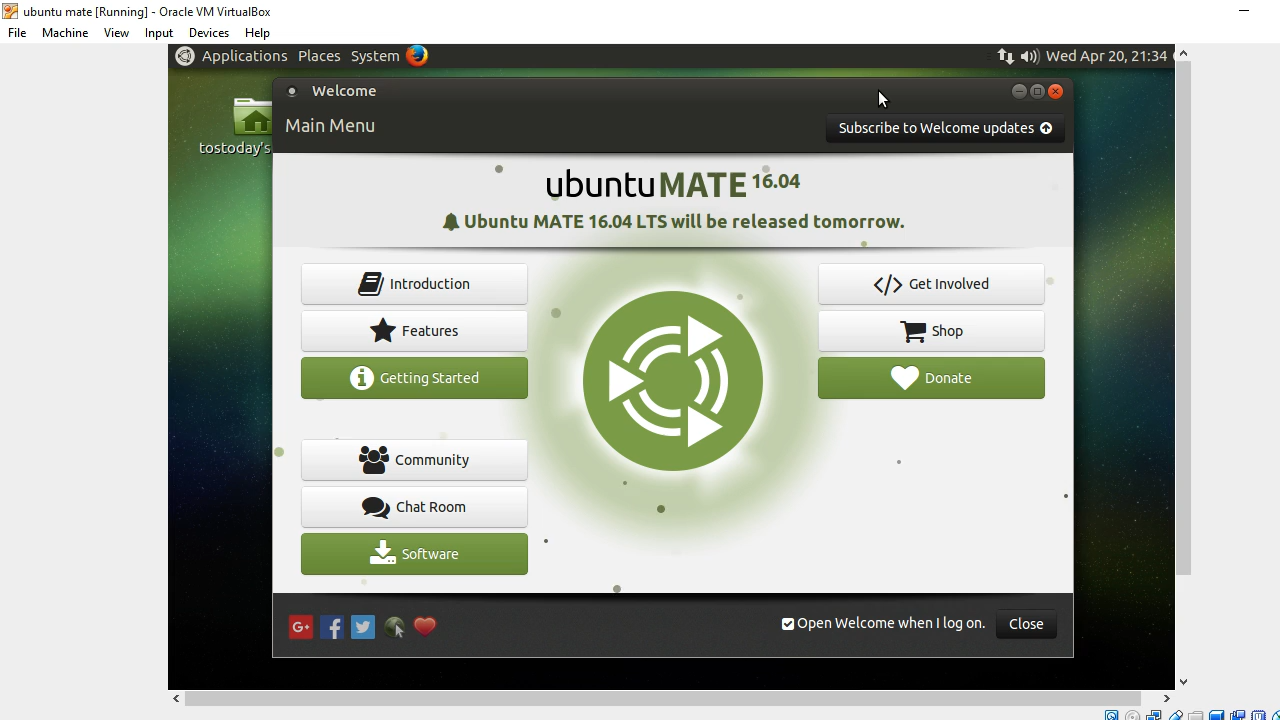 ubuntu mate [Running] - Oracle VM VirtualBox
File Machine View Input Devices Help
Applications Places System Wed Apr 20, 21:34
tostoday's
Welcome
Main Menu
Subscribe to Welcome updates
ubuntu MATE 16.04
Ubuntu MATE 16.04 LTS will be released tomorrow.
Introduction
Features
Getting Started
Community
Chat Room
Software
Get Involved
Shop
Donate
G+
Open Welcome when I log on.
Close